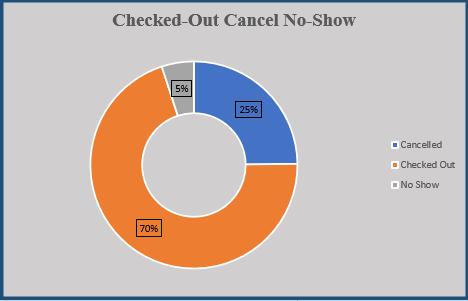 Checked-Out Cancel No-Show
5%
25%
Cancelled
Checked Out
No Show
70%